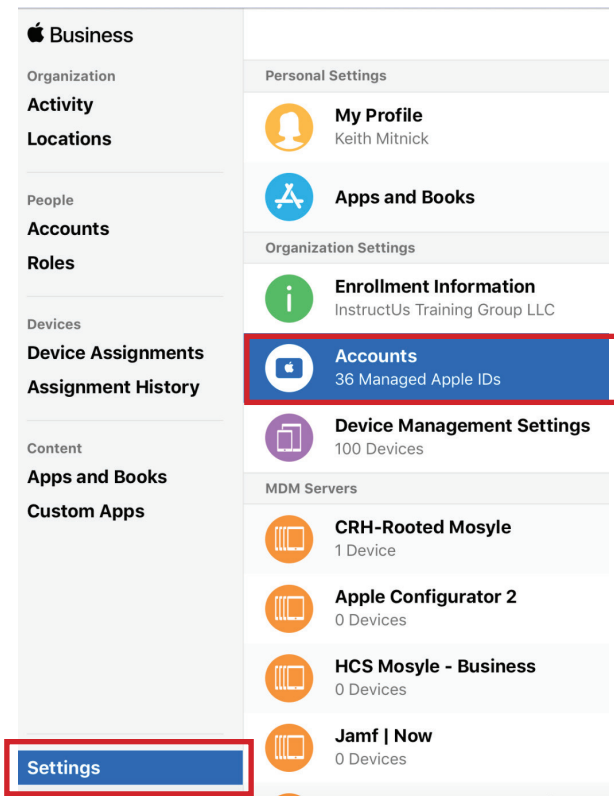 Business
Organization
Activity
Locations
People
Accounts
Roles
Devices
Device Assignments
Assignment History
Content
Apps and Books
Custom Apps
Settings
Personal Settings
My Profile
Keith Mitnick
Apps and Books
Organization Settings
Enrollment Information
InstructUs Training Group LLC
Accounts
36 Managed Apple IDs
Device Management Settings
100 Devices
MDM Servers
CRH-Rooted Mosyle
1 Device
Apple Configurator 2
0 Devices
HCS Mosyle - Business
0 Devices
Jamf | Now
0 Devices